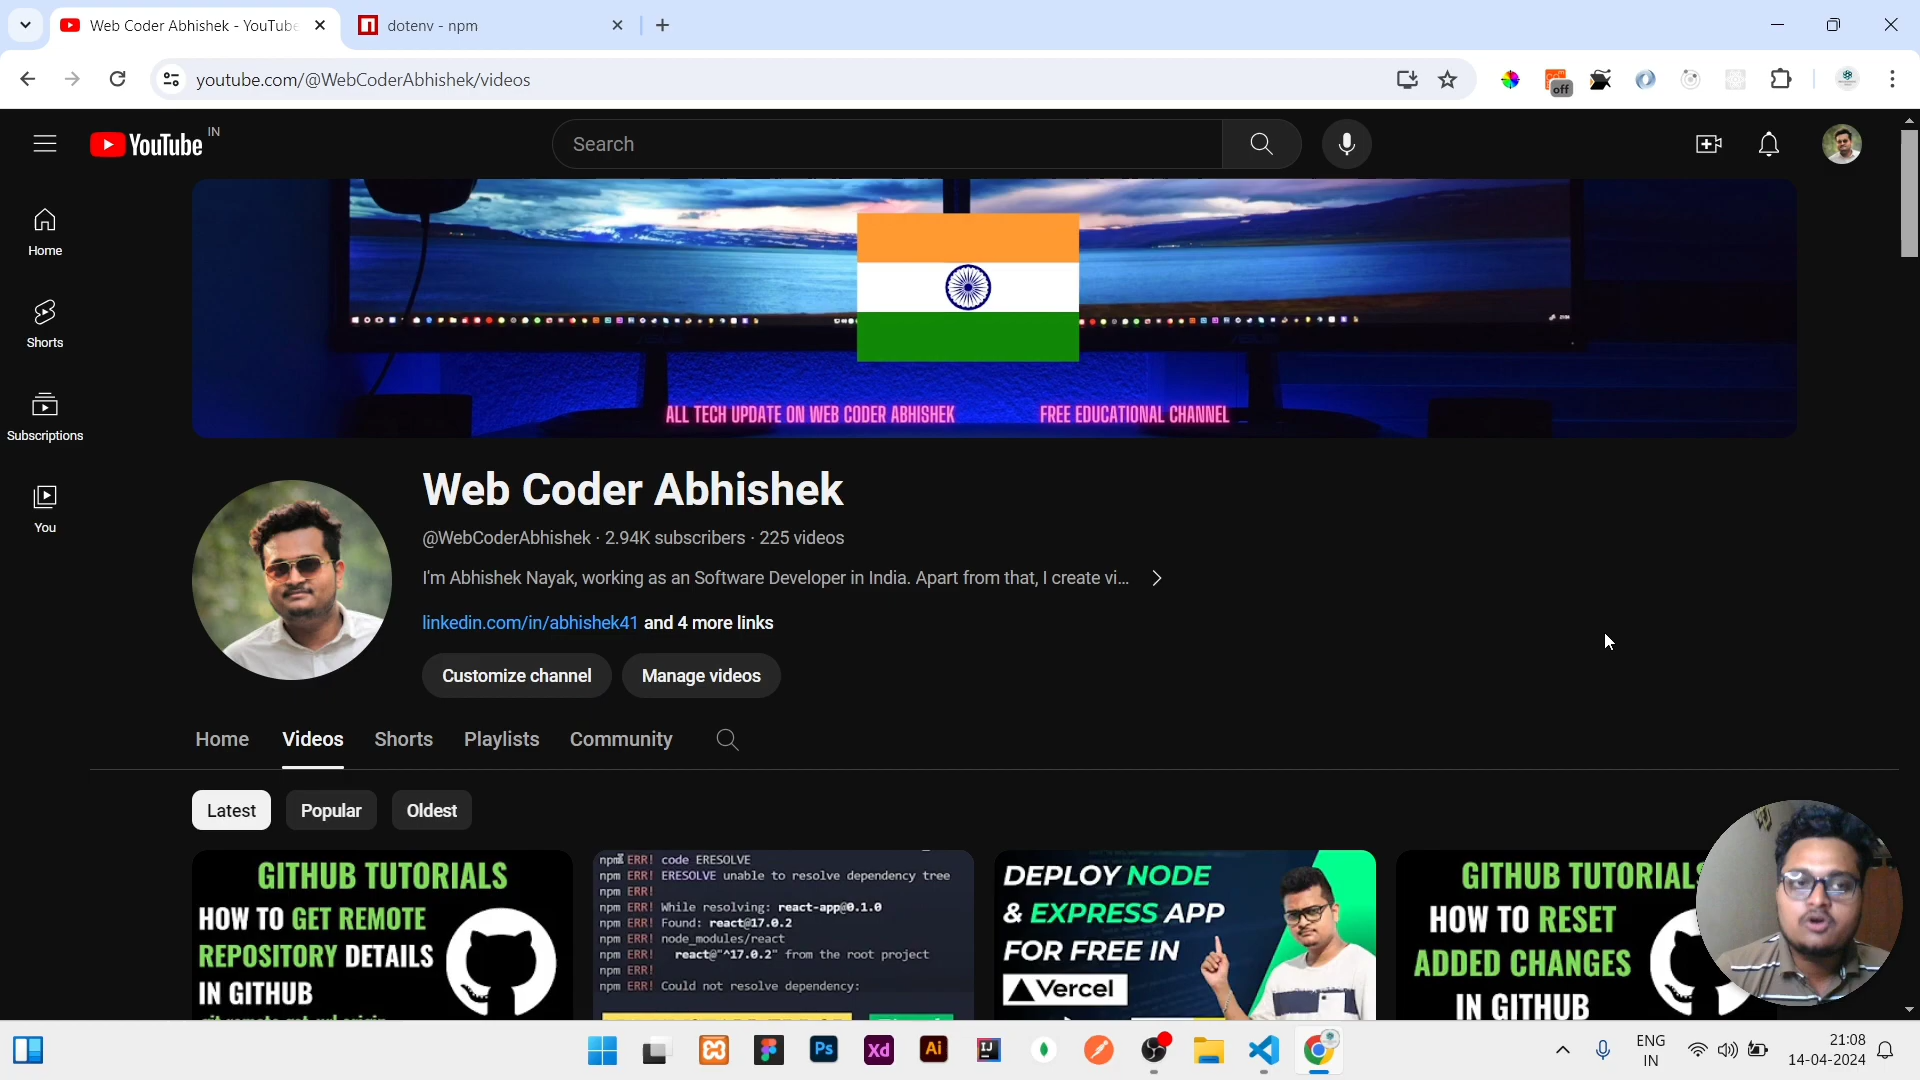 Web Coder Abhishek - YouTube
dotenv - npm
youtube.com/@WebCoderAbhishek/videos
off
YouTube IN
Search
Home
Shorts
Subscriptions
You
ALL TECH UPDATE ON WEB CODER ABHISHEK
FREE EDUCATIONAL CHANNEL
Web Coder Abhishek
@WebCoderAbhishek · 2.94K subscribers · 225 videos
I'm Abhishek Nayak, working as an Software Developer in India. Apart from that, I create vi...
linkedin.com/in/abhishek41 and 4 more links
Customize channel
Manage videos
Home
Videos
Shorts
Playlists
Community
Latest
Popular
Oldest
GITHUB TUTORIALS
HOW TO GET REMOTE
REPOSITORY DETAILS
IN GITHUB
npm ERR! code ERESOLVE
npm ERR! ERESOLVE unable to resolve dependency tree
npm ERR!
npm ERR! While resolving: react-app@0.1.0
npm ERR! Found: react@17.0.2
npm ERR! node_modules/react
npm ERR! react@"^17.0.2" from the root project
npm ERR!
npm ERR! Could not resolve dependency:
DEPLOY NODE
& EXPRESS APP
FOR FREE IN
Vercel
GITHUB TUTORIALS
HOW TO RESET
ADDED CHANGES
IN GITHUB
Ps
Xd
Ai
IJ
ENG
IN
21:08
14-04-2024